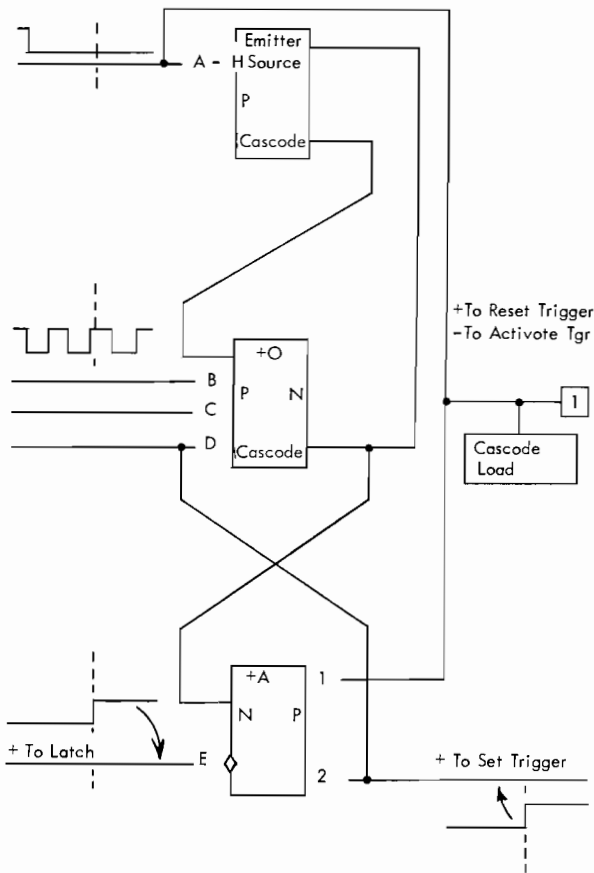 Emitter
A - H Source
P
Cascode
+To Reset Trigger
-To Activote Tgr
+O
B
P N
C
1
D
Cascode
Cascode
Load
+A
1
N P
+ To Latch
E
2
+ To Set Trigger